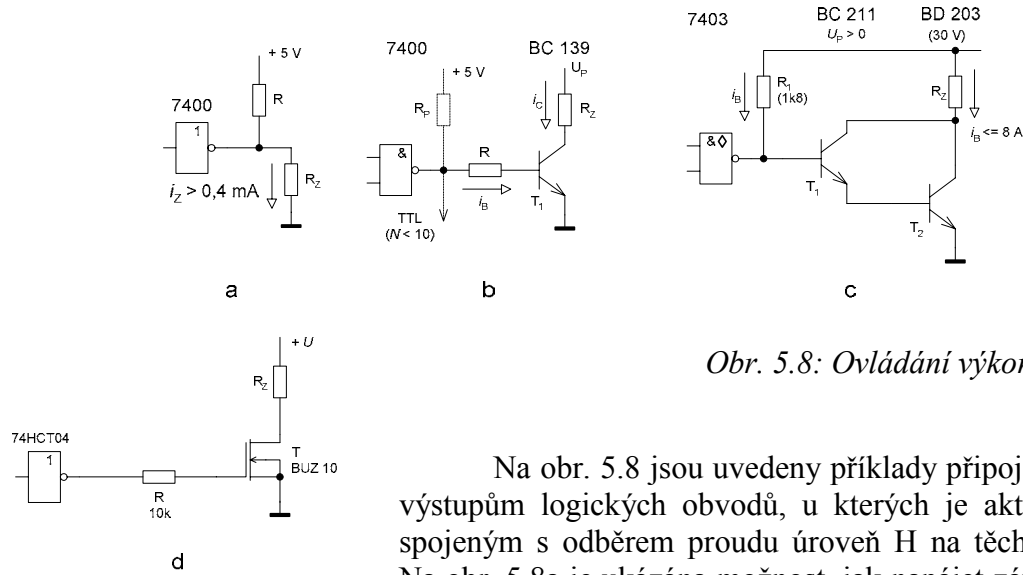 7400
+ 5 V
R
1
i_Z > 0,4 mA
R_Z
a
7400
BC 139
+ 5 V
U_P
R_P
i_C
R_Z
&
R
i_B
T_1
TTL
(N < 10)
b
7403
BC 211
BD 203
U_P > 0
(30 V)
i_B
R_1
(1k8)
R_Z
i_B <= 8 A
&◊
T_1
T_2
c
+ U
R_Z
74HCT04
1
T
BUZ 10
R
10k
d
Obr. 5.8: Ovládání výkon
Na obr. 5.8 jsou uvedeny příklady připoj
výstupům logických obvodů, u kterých je akt
spojeným s odběrem proudu úroveň H na těch
Na obr. 5.8a je ukázána možnost, jak napájet